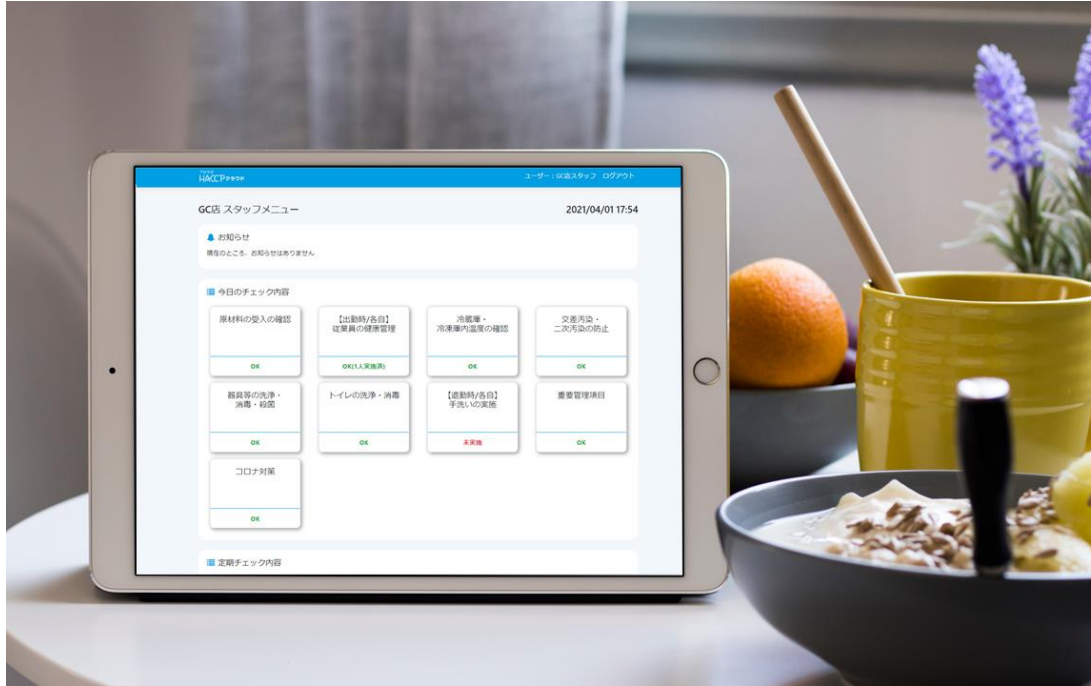 HACCPクラウド
ユーザー：GC店スタッフ ログアウト
GC店 スタッフメニュー
2021/04/01 17:54
お知らせ
現在のところ、お知らせはありません
今日のチェック内容
原材料の受入の確認
OK
【出勤時/各自】
従業員の健康管理
OK(1人実施済)
冷蔵庫・
冷凍庫内温度の確認
OK
交差汚染・
二次汚染の防止
OK
器具等の洗浄・
消毒・殺菌
OK
トイレの洗浄・消毒
OK
【退勤時/各自】
手洗いの実施
未実施
重要管理項目
OK
コロナ対策
OK
定期チェック内容